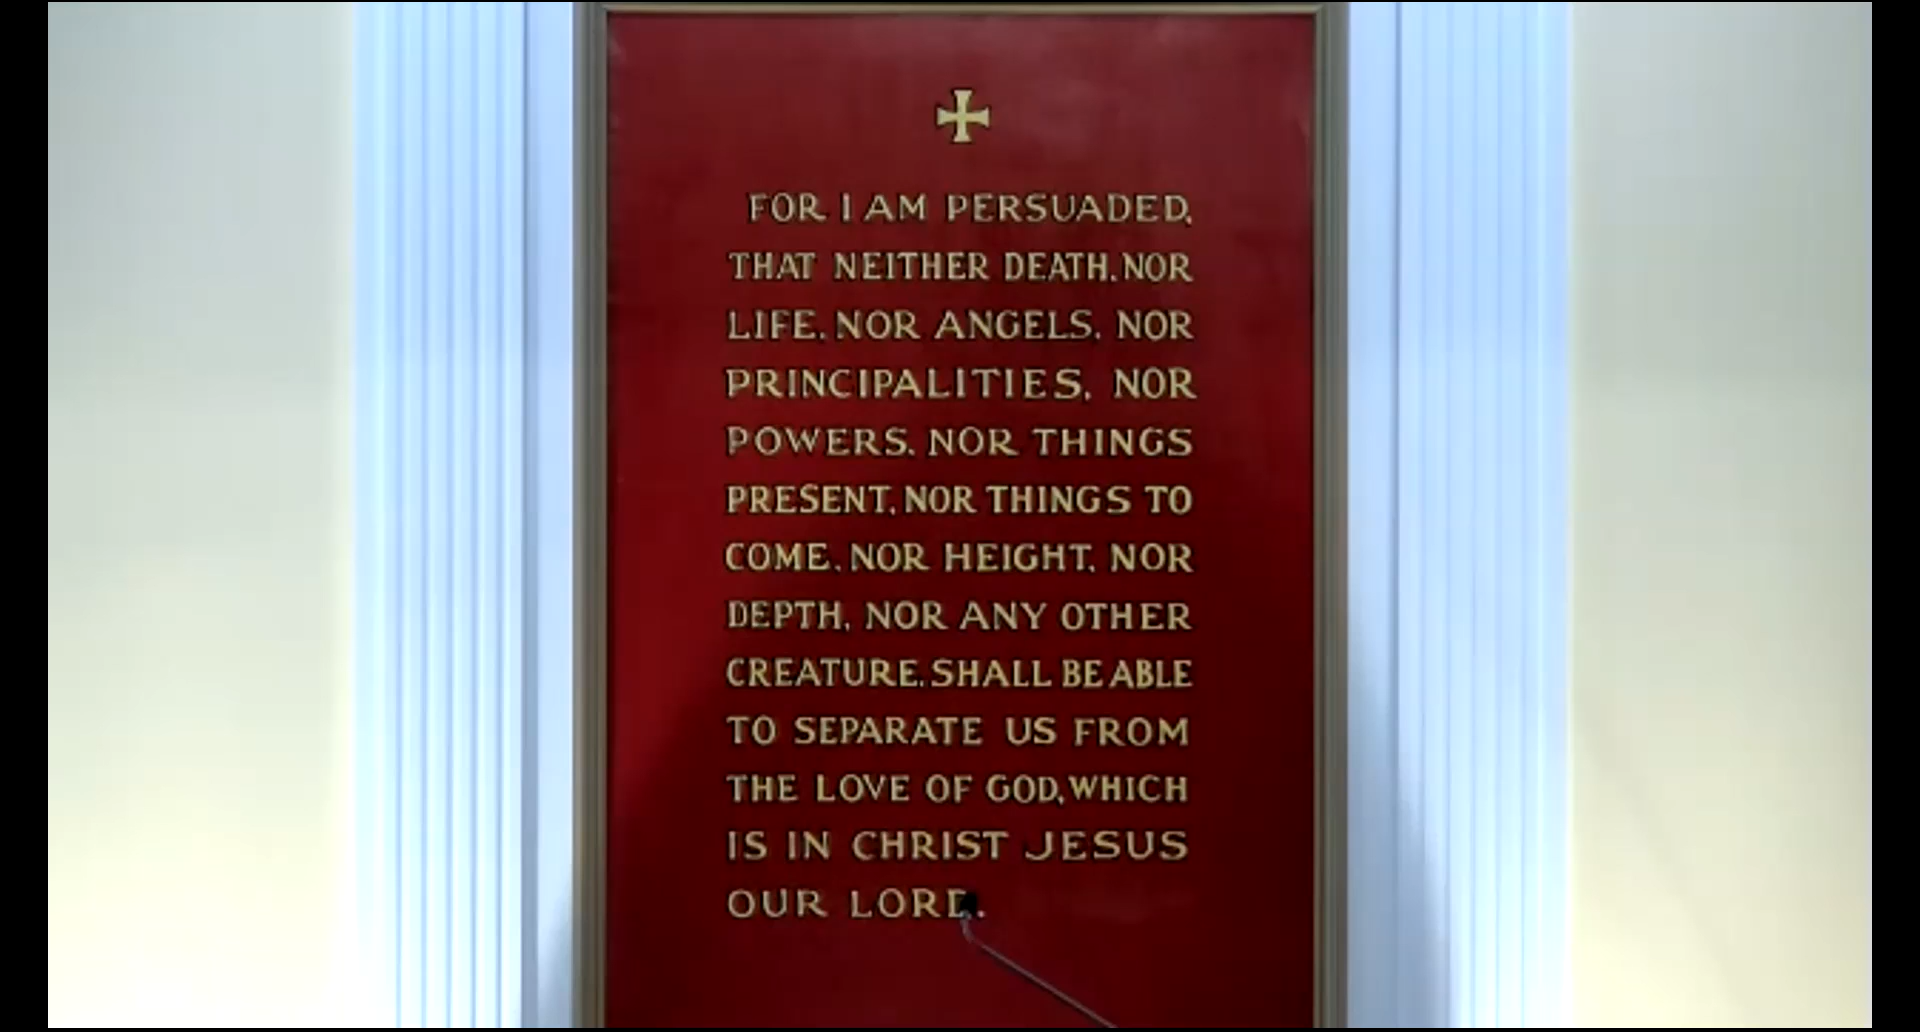 FOR I AM PERSUADED,
THAT NEITHER DEATH, NOR
LIFE, NOR ANGELS, NOR
PRINCIPALITIES, NOR
POWERS, NOR THINGS
PRESENT, NOR THINGS TO
COME, NOR HEIGHT, NOR
DEPTH, NOR ANY OTHER
CREATURE, SHALL BE ABLE
TO SEPARATE US FROM
THE LOVE OF GOD, WHICH
IS IN CHRIST JESUS
OUR LORD.